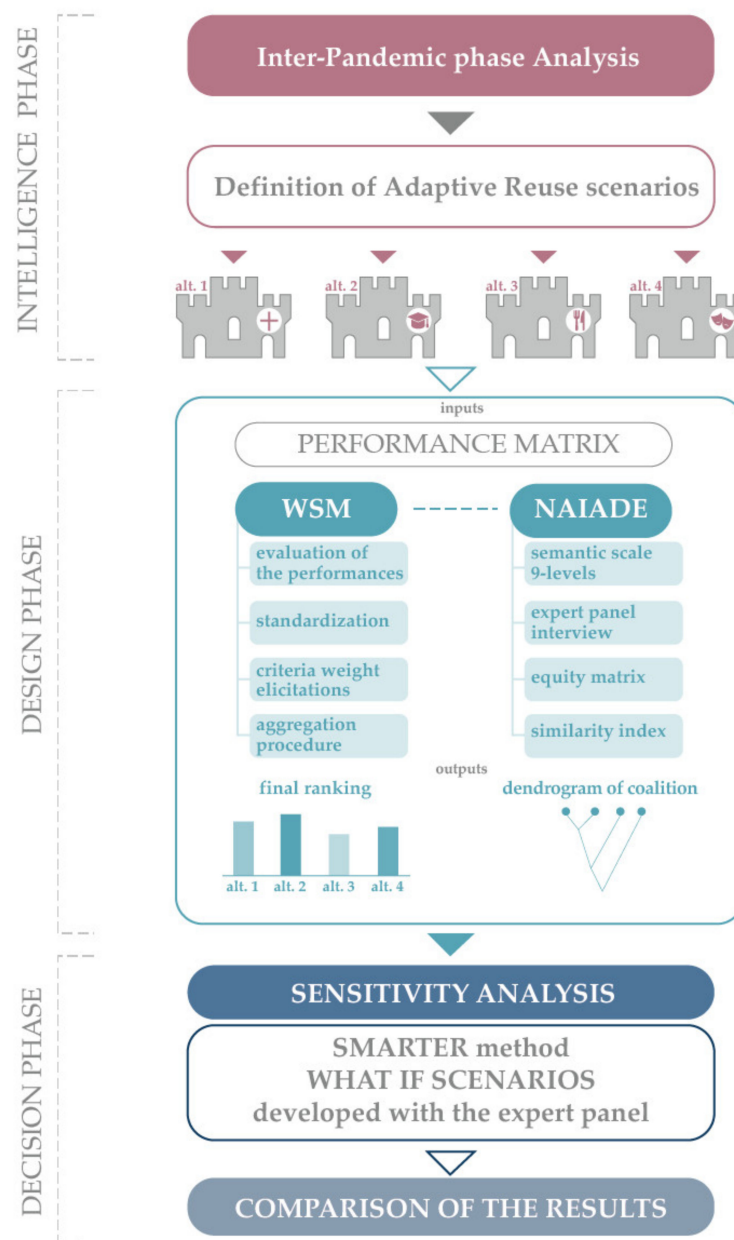 INTELLIGENCE PHASE
Inter-Pandemic phase Analysis
Definition of Adaptive Reuse scenarios
alt. 1
alt. 2
alt. 3
alt. 4
DESIGN PHASE
inputs
PERFORMANCE MATRIX
WSM
evaluation of
the performances
standardization
criteria weight
elicitations
aggregation
procedure
NAIADE
semantic scale
9-levels
expert panel
interview
equity matrix
similarity index
outputs
final ranking
alt. 1
alt. 2
alt. 3
alt. 4
dendrogram of coalition
DECISION PHASE
SENSITIVITY ANALYSIS
SMARTER method
WHAT IF SCENARIOS
developed with the expert panel
COMPARISON OF THE RESULTS